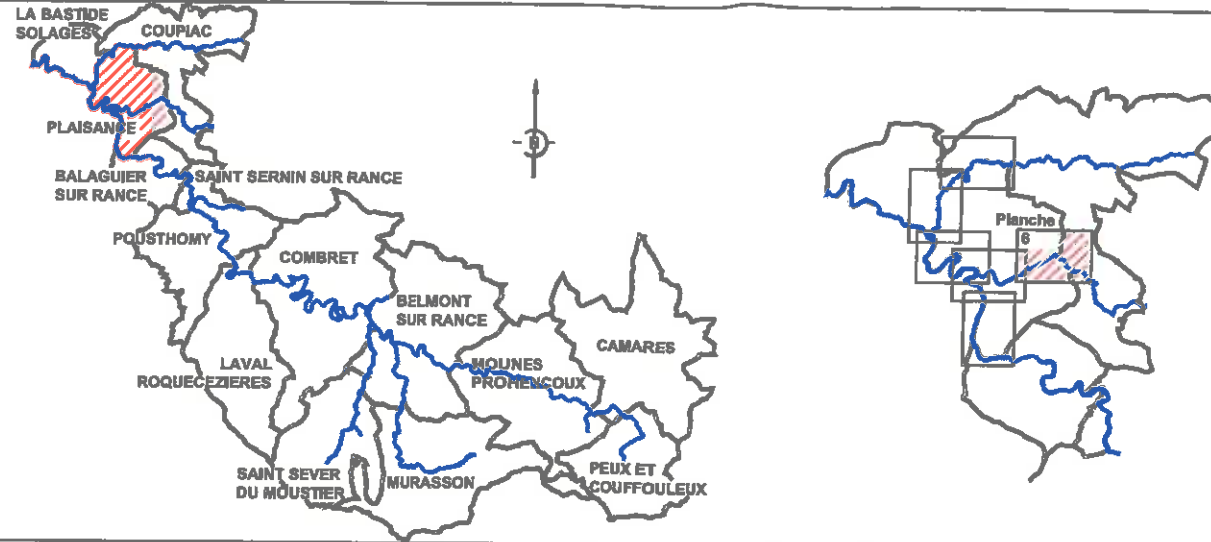 LA BASTIDE
SOLAGES
COUPIAC
PLAISANCE
BALAGUIER
SUR RANCE
SAINT SERNIN SUR RANCE
POUSTHOMY
COMBRET
BELMONT
SUR RANCE
CAMARES
LAVAL
ROQUECEZIERES
MOUNES
PROHENCOUX
SAINT SEVER
DU MOUSTIER
MURASSON
PEUX ET
COUFFOULEUX
Planche
6